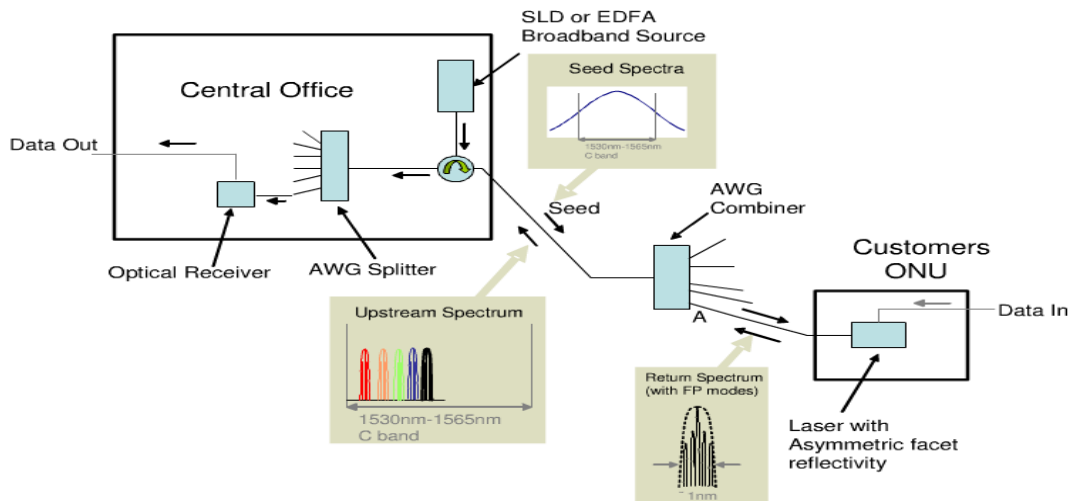 SLD or EDFA
Broadband Source
Seed Spectra
Central Office
1530nm-1565nm
C band
Data Out
AWG
Combiner
Seed
Customers
ONU
Optical Receiver
AWG Splitter
Upstream Spectrum
A
Data In
1530nm-1565nm
C band
Return Spectrum
(with FP modes)
~1nm
Laser with
Asymmetric facet
reflectivity